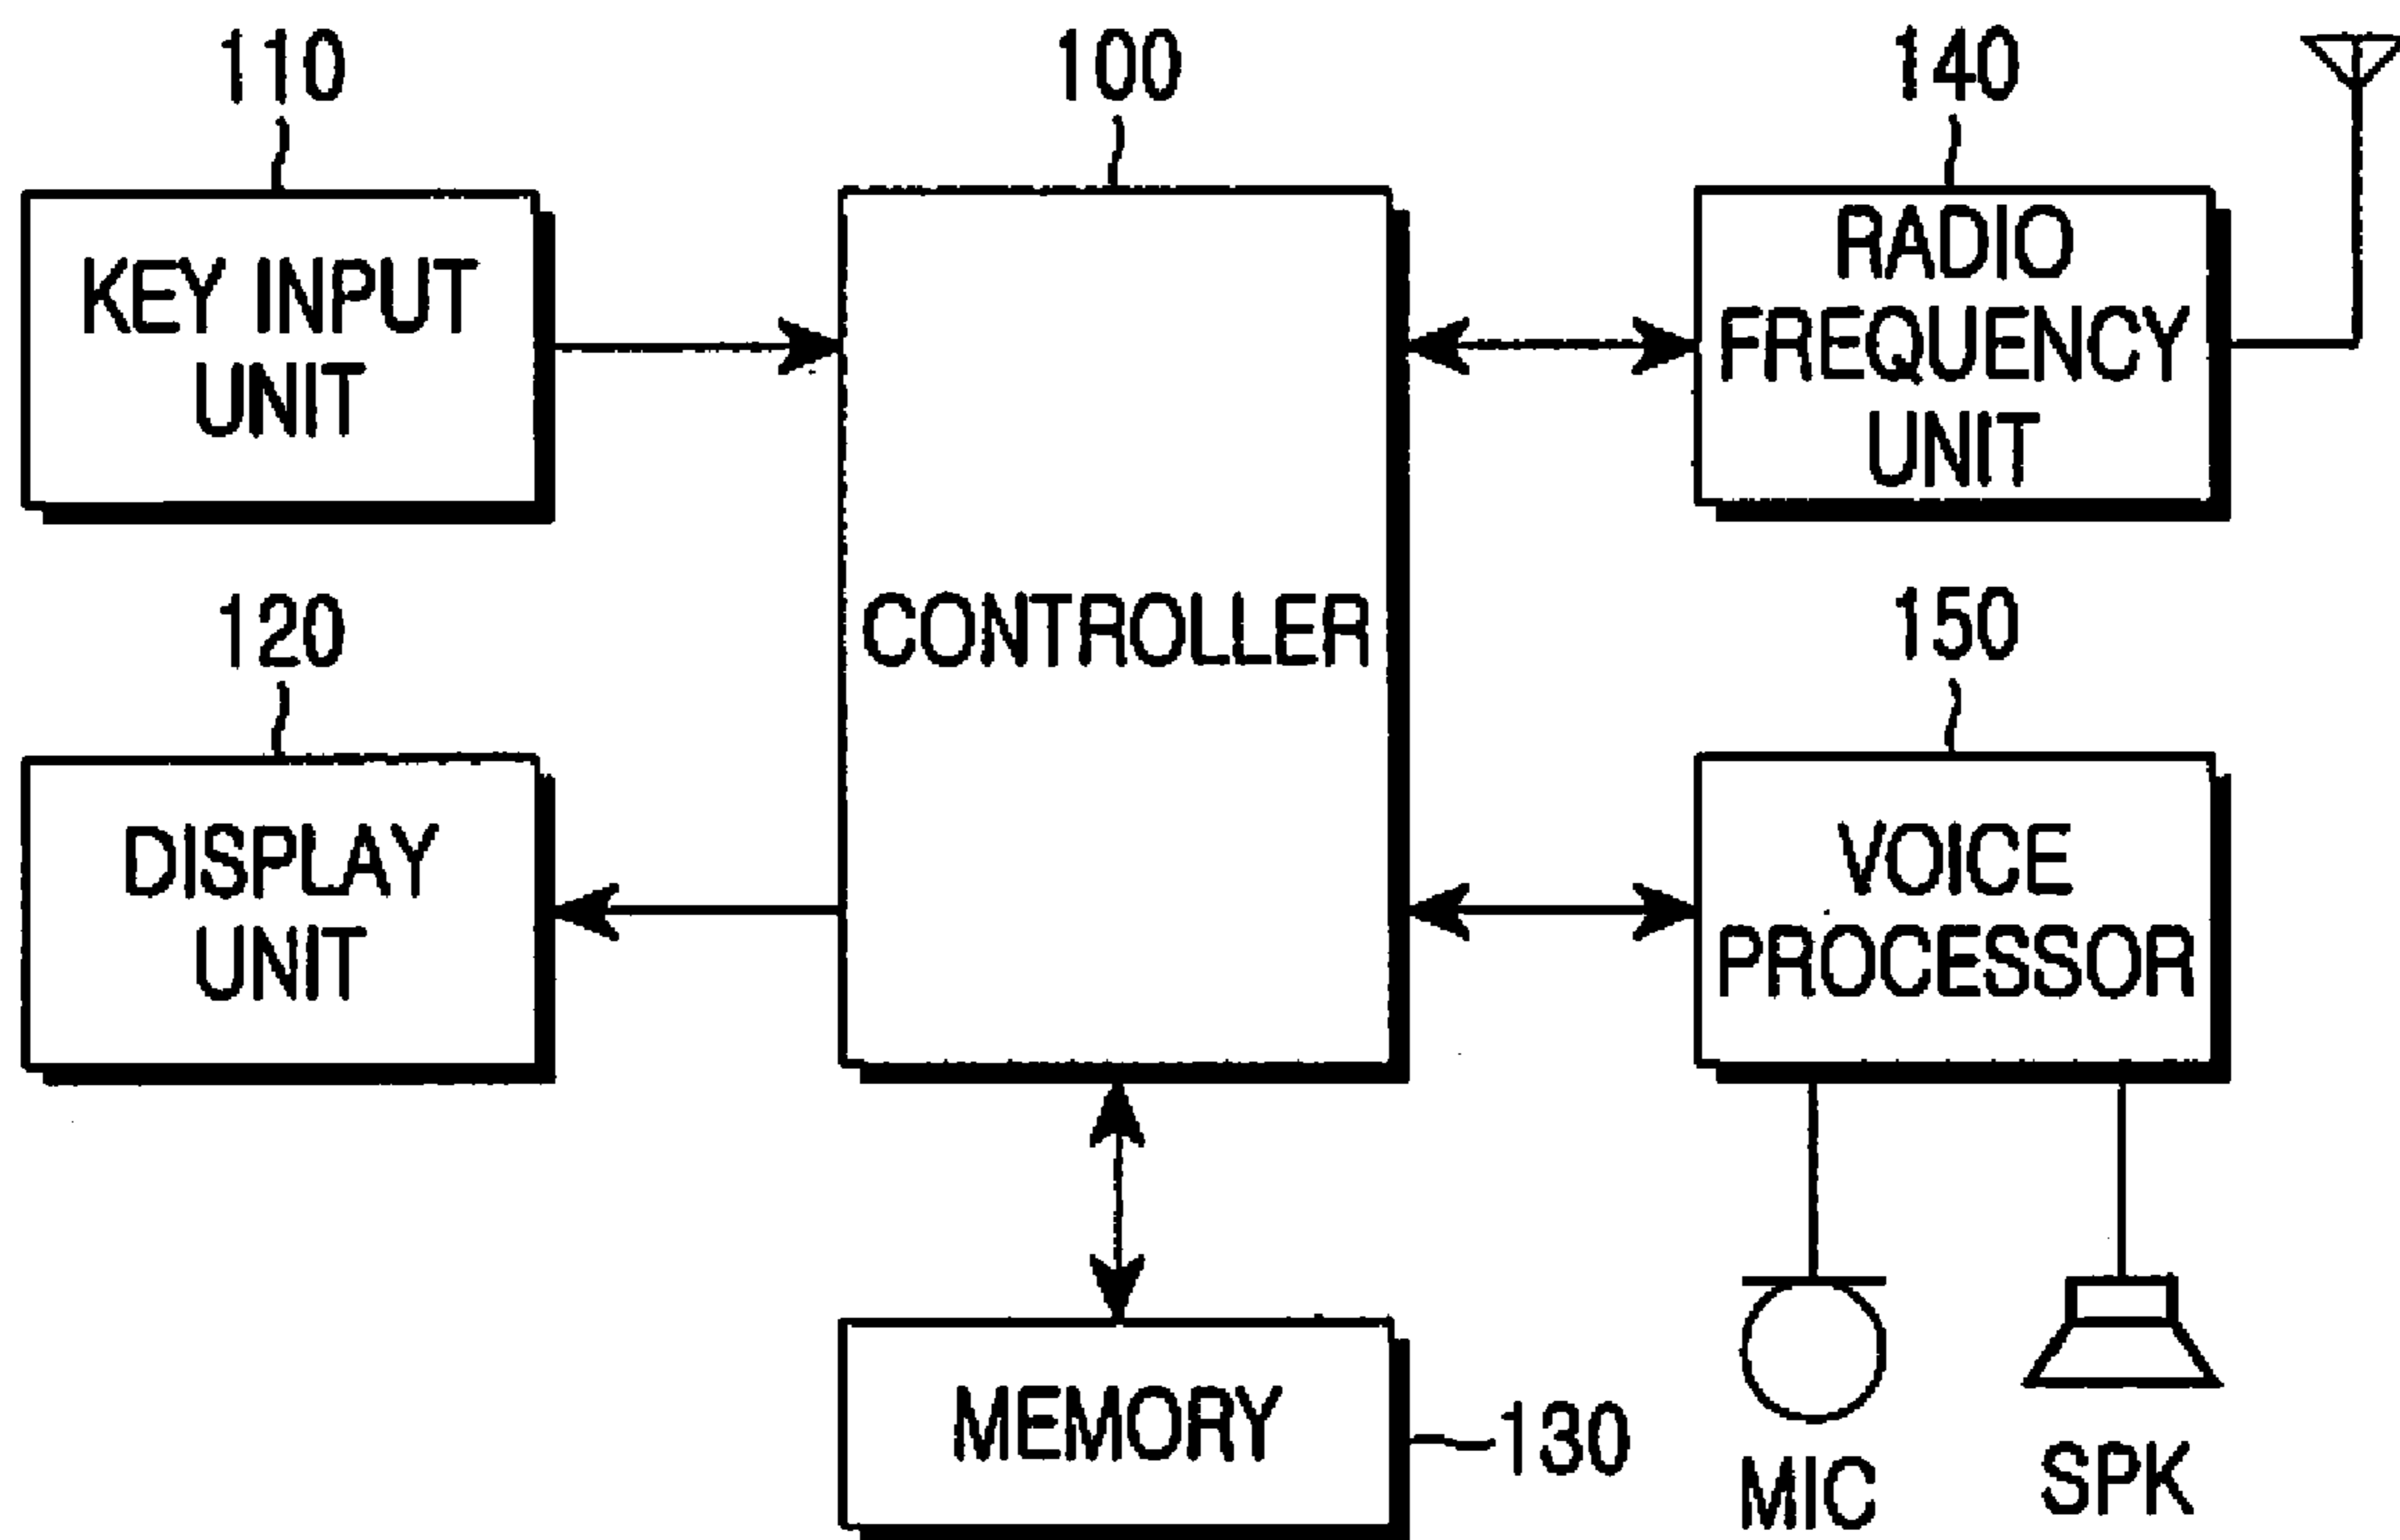 110
100
140
KEY INPUT
UNIT
CONTROLLER
RADIO
FREQUENCY
UNIT
120
150
DISPLAY
UNIT
VOICE
PROCESSOR
MEMORY
130
MIC
SPK